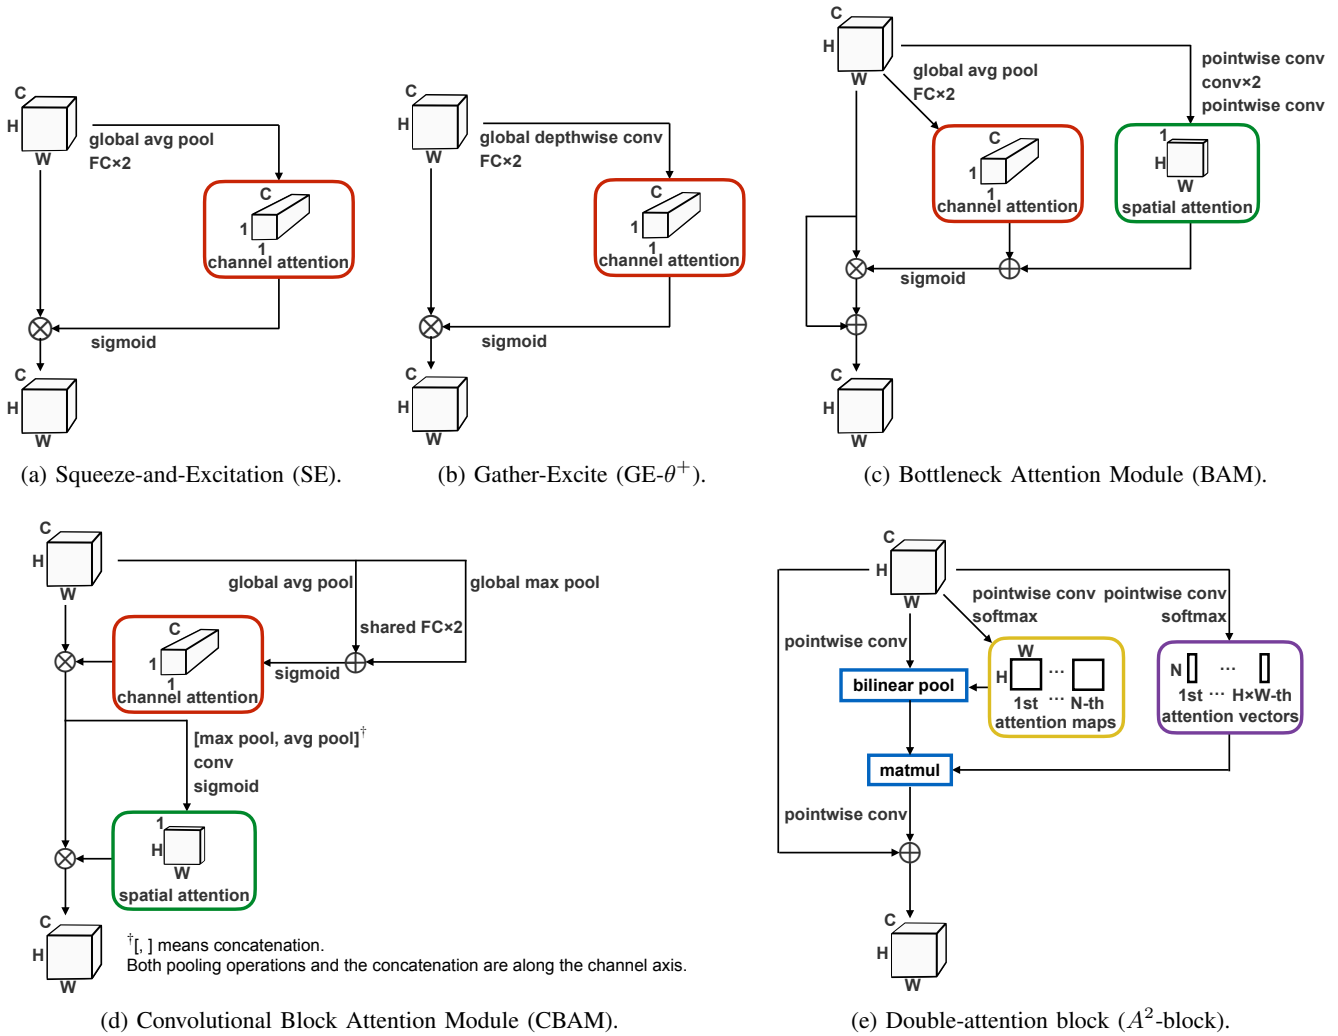 C
H
W
global avg pool
FC×2
C
1
1
channel attention
sigmoid
C
H
W
(a) Squeeze-and-Excitation (SE).
C
H
W
global depthwise conv
FC×2
C
1
1
channel attention
sigmoid
C
H
W
(b) Gather-Excite (GE-θ⁺).
C
H
W
global avg pool
FC×2
pointwise conv
conv×2
pointwise conv
C
1
1
channel attention
1
H
W
spatial attention
sigmoid
C
H
W
(c) Bottleneck Attention Module (BAM).
C
H
W
global avg pool
global max pool
shared FC×2
sigmoid
C
1
1
channel attention
[max pool, avg pool]†
conv
sigmoid
1
H
W
spatial attention
C
H
W
†[, ] means concatenation.
Both pooling operations and the concatenation are along the channel axis.
(d) Convolutional Block Attention Module (CBAM).
C
H
W
pointwise conv
pointwise conv
softmax
pointwise conv
softmax
bilinear pool
W
H
...
1st ... N-th
attention maps
N
...
1st ... H×W-th
attention vectors
matmul
pointwise conv
C
H
W
(e) Double-attention block (A²-block).